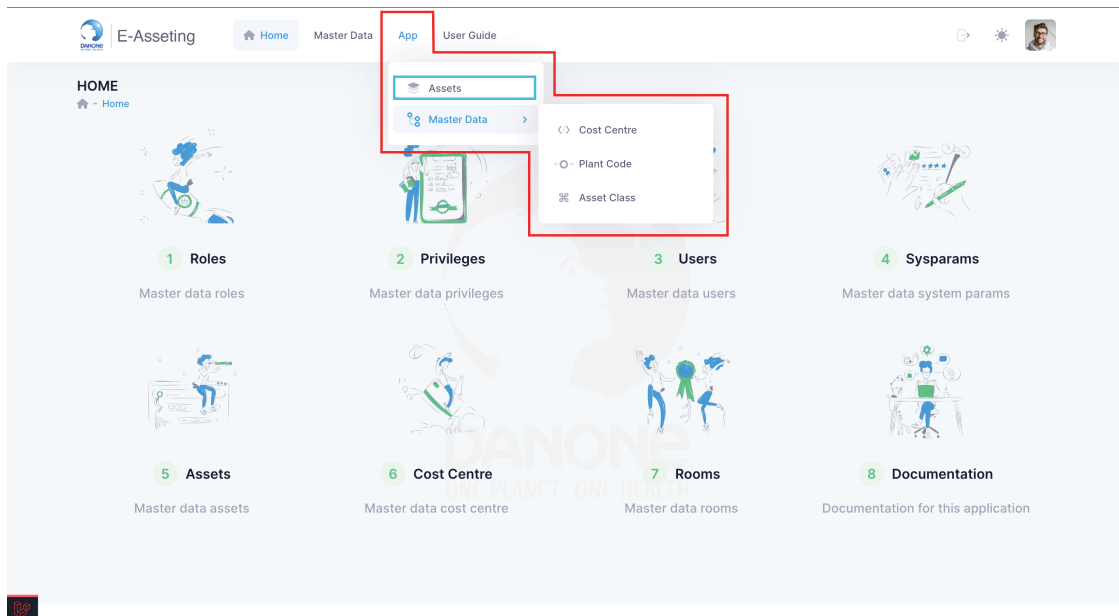 DANONE
E-Asseting
Home
Master Data
App
User Guide
HOME
- Home
Assets
Master Data
Cost Centre
Plant Code
Asset Class
1 Roles
Master data roles
2 Privileges
Master data privileges
3 Users
Master data users
4 Sysparams
Master data system params
5 Assets
Master data assets
6 Cost Centre
Master data cost centre
7 Rooms
Master data rooms
8 Documentation
Documentation for this application
DANONE
ONE PLANET. ONE HEALTH